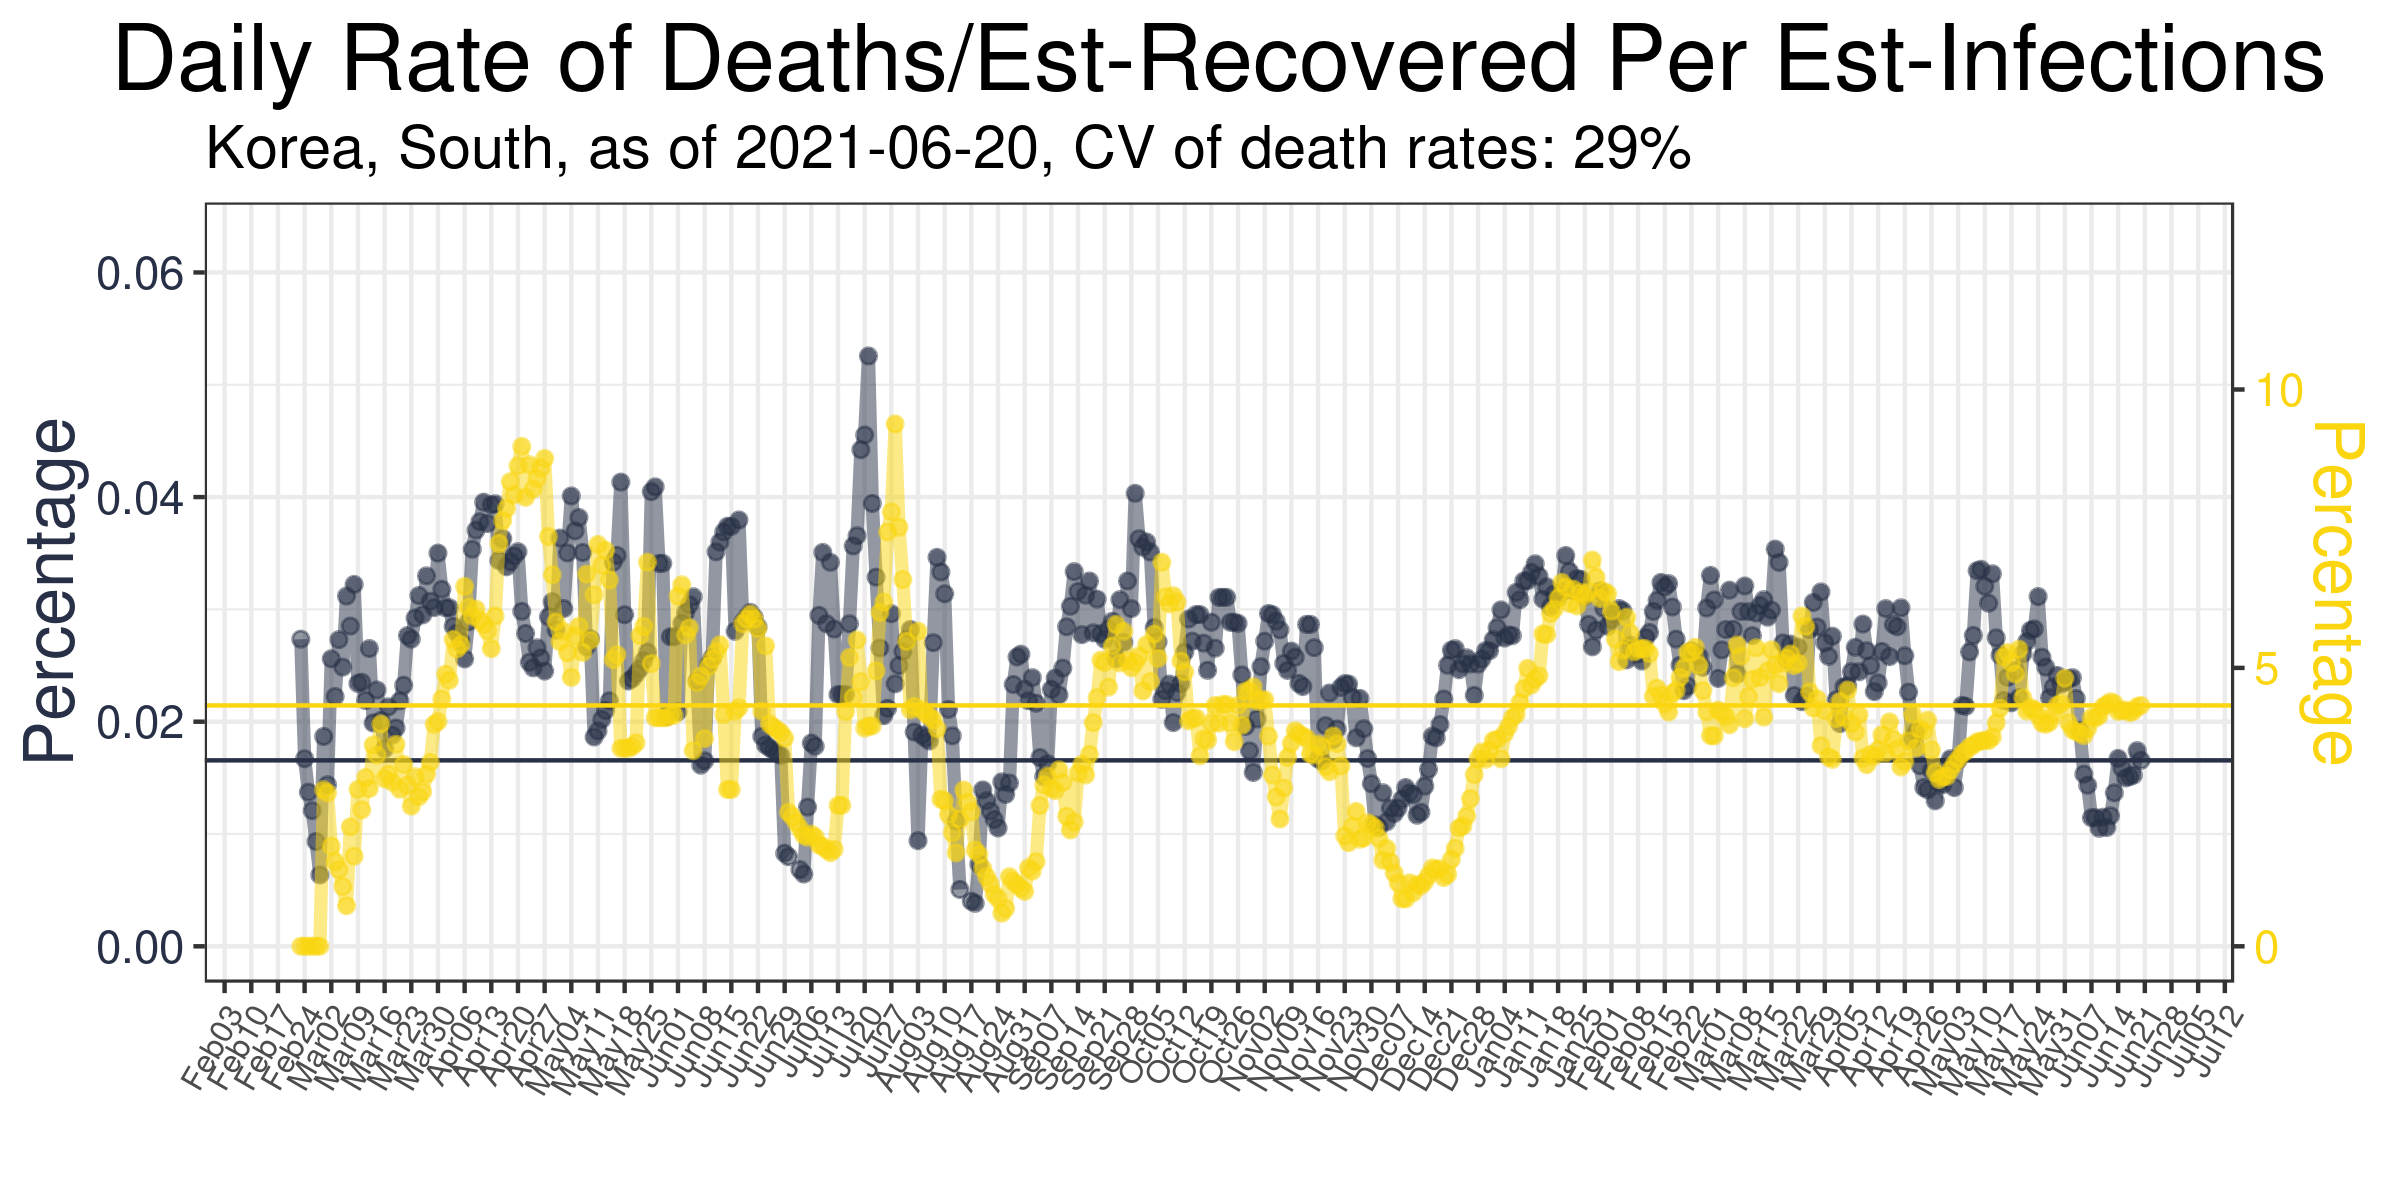 Daily Rate of Deaths/Est-Recovered Per Est-Infections
Korea, South, as of 2021-06-20, CV of death rates: 29%
Percentage
0.06
0.04
0.02
0.00
10
5
0
Percentage
Feb03
Feb10
Feb17
Feb24
Mar02
Mar09
Mar16
Mar23
Mar30
Apr06
Apr13
Apr20
Apr27
May04
May11
May18
May25
Jun01
Jun08
Jun15
Jun22
Jun29
Jul06
Jul13
Jul20
Jul27
Aug03
Aug10
Aug17
Aug24
Aug31
Sep07
Sep14
Sep21
Sep28
Oct05
Oct12
Oct19
Oct26
Nov02
Nov09
Nov16
Nov23
Nov30
Dec07
Dec14
Dec21
Dec28
Jan04
Jan11
Jan18
Jan25
Feb01
Feb08
Feb15
Feb22
Mar01
Mar08
Mar15
Mar22
Mar29
Apr05
Apr12
Apr19
Apr26
May03
May10
May17
May24
May31
Jun07
Jun14
Jun21
Jun28
Jul05
Jul12